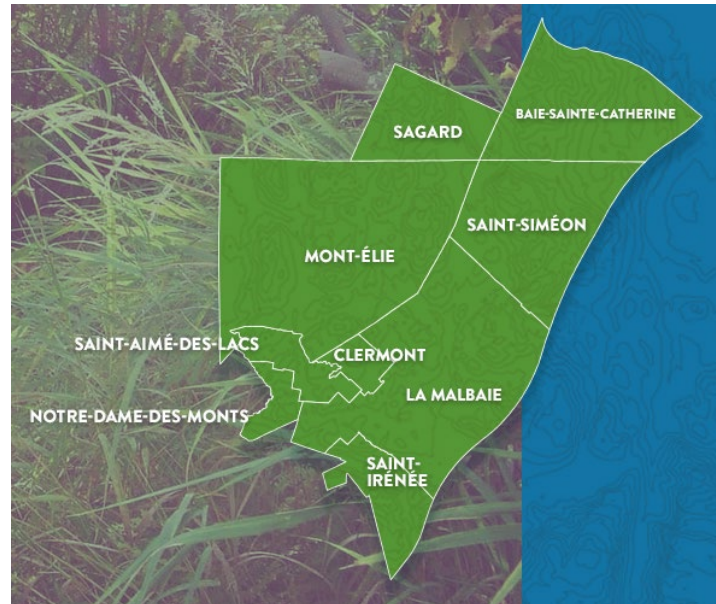 BAIE-SAINTE-CATHERINE
SAGARD
SAINT-SIMÉON
MONT-ÉLIE
SAINT-AIMÉ-DES-LACS
CLERMONT
LA MALBAIE
NOTRE-DAME-DES-MONTS
SAINT-
IRÉNÉE